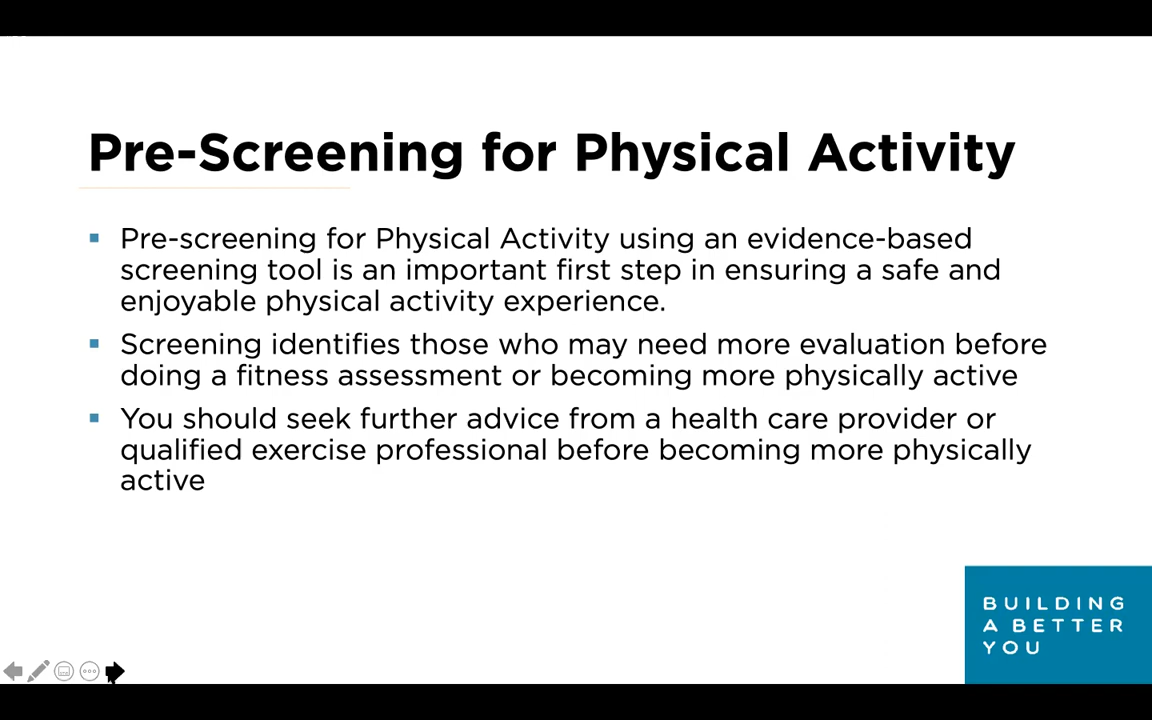 Pre-Screening for Physical Activity
Pre-screening for Physical Activity using an evidence-based
screening tool is an important first step in ensuring a safe and
enjoyable physical activity experience.
Screening identifies those who may need more evaluation before
doing a fitness assessment or becoming more physically active
You should seek further advice from a health care provider or
qualified exercise professional before becoming more physically
active
BUILDING
A BETTER
YOU